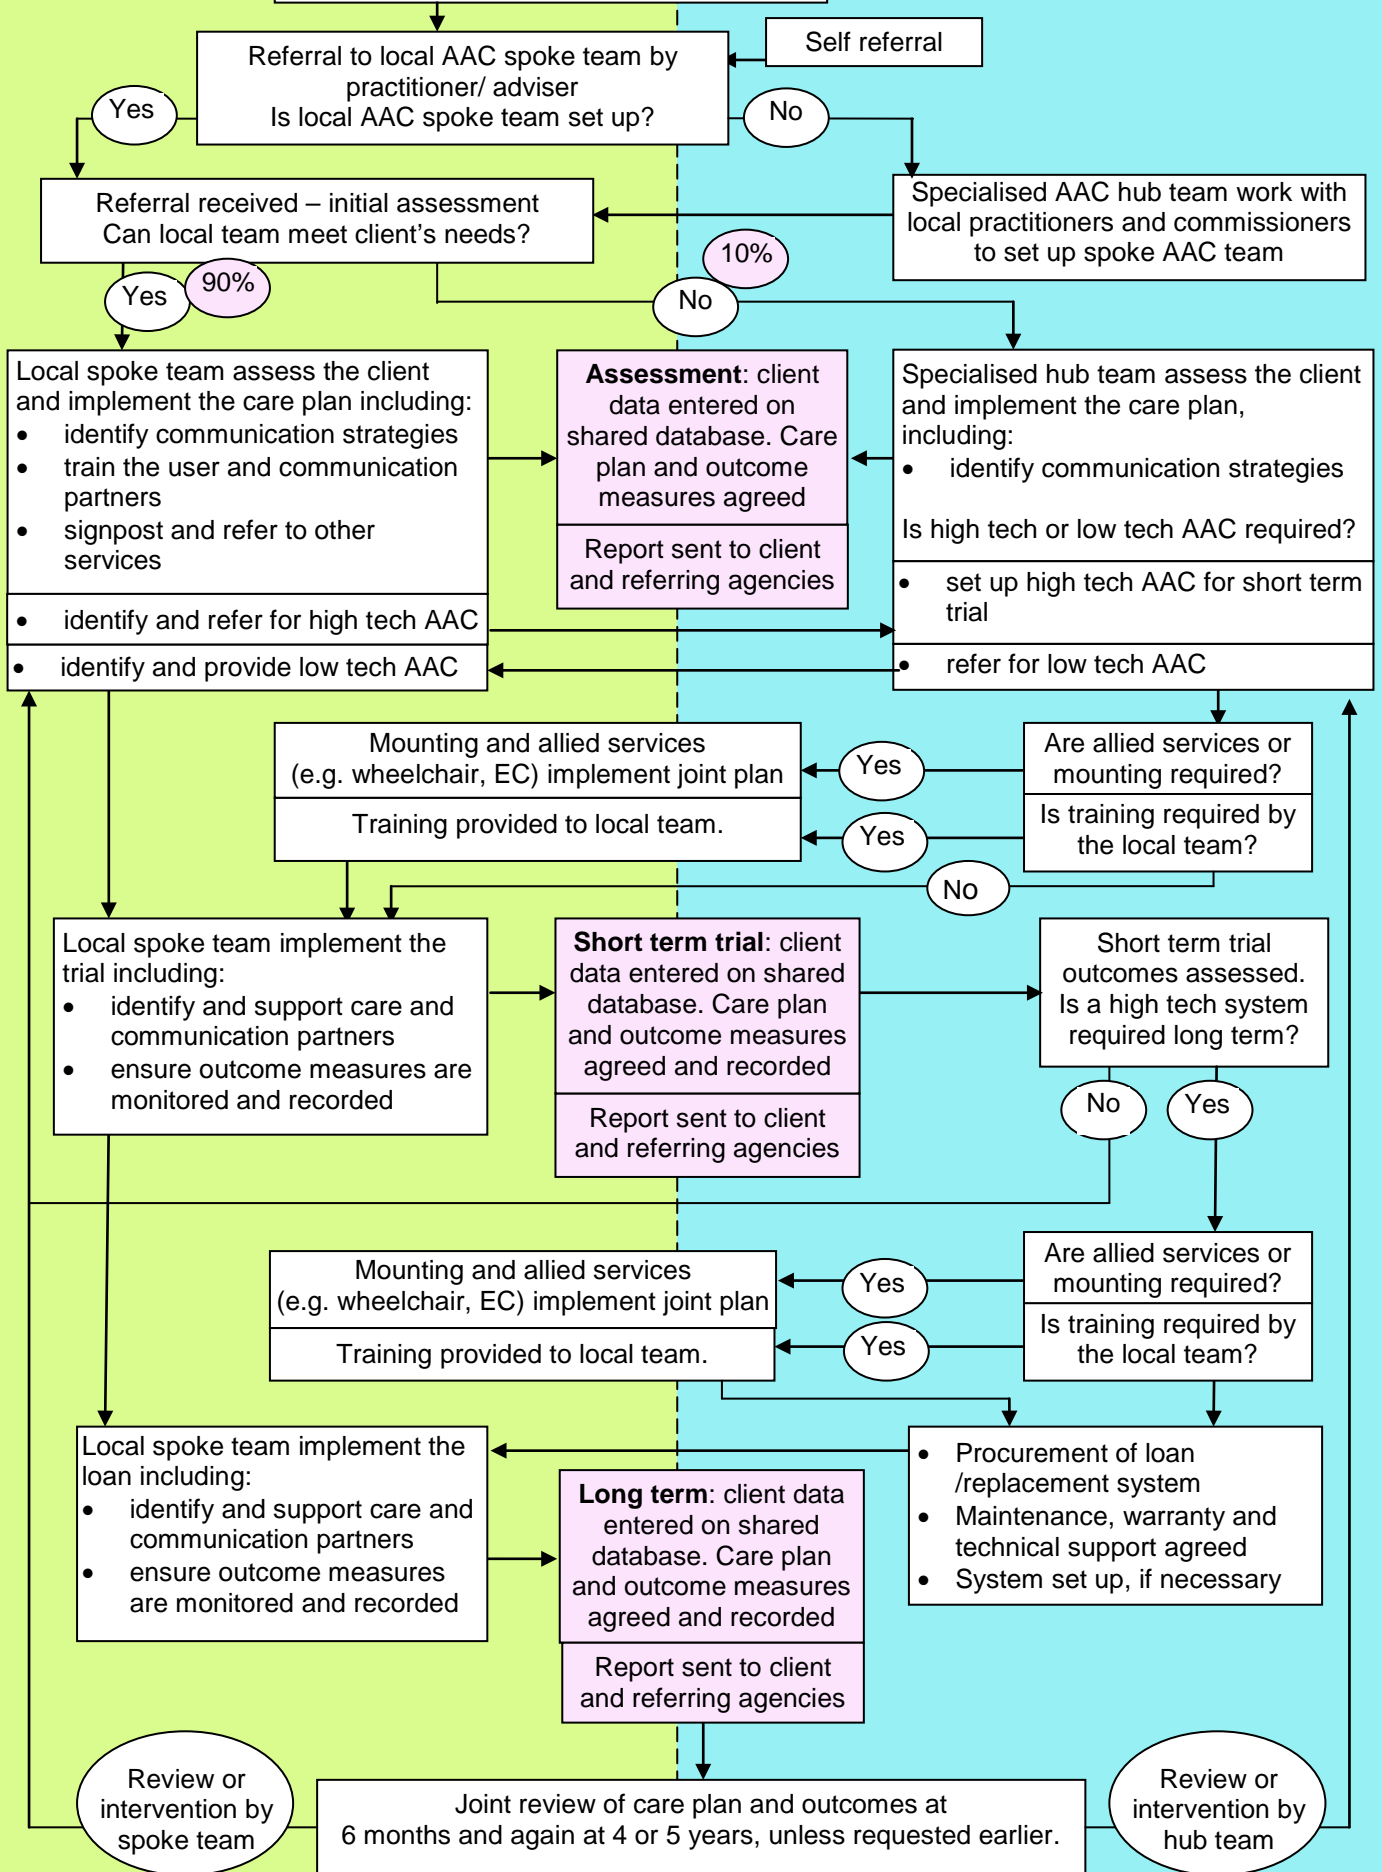 Self referral
Referral to local AAC spoke team by
practitioner/ adviser
Is local AAC spoke team set up?
Yes
No
Referral received – initial assessment
Can local team meet client's needs?
Specialised AAC hub team work with
local practitioners and commissioners
to set up spoke AAC team
Yes
90%
10%
No
Local spoke team assess the client
and implement the care plan including:
• identify communication strategies
• train the user and communication
partners
• signpost and refer to other
services
• identify and refer for high tech AAC
• identify and provide low tech AAC
Assessment: client
data entered on
shared database. Care
plan and outcome
measures agreed
Report sent to client
and referring agencies
Specialised hub team assess the client
and implement the care plan,
including:
• identify communication strategies
Is high tech or low tech AAC required?
• set up high tech AAC for short term
trial
• refer for low tech AAC
Mounting and allied services
(e.g. wheelchair, EC) implement joint plan
Training provided to local team.
Yes
Yes
Are allied services or
mounting required?
Is training required by
the local team?
No
Local spoke team implement the
trial including:
• identify and support care and
communication partners
• ensure outcome measures are
monitored and recorded
Short term trial: client
data entered on shared
database. Care plan
and outcome measures
agreed and recorded
Report sent to client
and referring agencies
Short term trial
outcomes assessed.
Is a high tech system
required long term?
No
Yes
Mounting and allied services
(e.g. wheelchair, EC) implement joint plan
Training provided to local team.
Yes
Yes
Are allied services or
mounting required?
Is training required by
the local team?
Local spoke team implement the
loan including:
• identify and support care and
communication partners
• ensure outcome measures
are monitored and recorded
Long term: client data
entered on shared
database. Care plan
and outcome measures
agreed and recorded
Report sent to client
and referring agencies
• Procurement of loan
/replacement system
• Maintenance, warranty and
technical support agreed
• System set up, if necessary
Review or
intervention by
spoke team
Joint review of care plan and outcomes at
6 months and again at 4 or 5 years, unless requested earlier.
Review or
intervention by
hub team